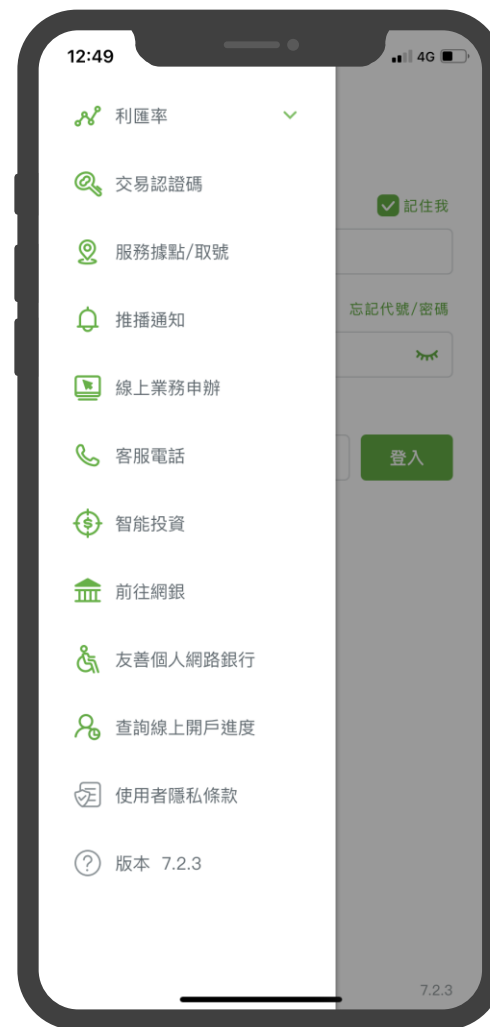 12:49
4G
利匯率
交易認證碼
記住我
服務據點/取號
忘記代號/密碼
推播通知
線上業務申辦
客服電話
登入
智能投資
前往網銀
友善個人網路銀行
查詢線上開戶進度
使用者隱私條款
版本 7.2.3
7.2.3